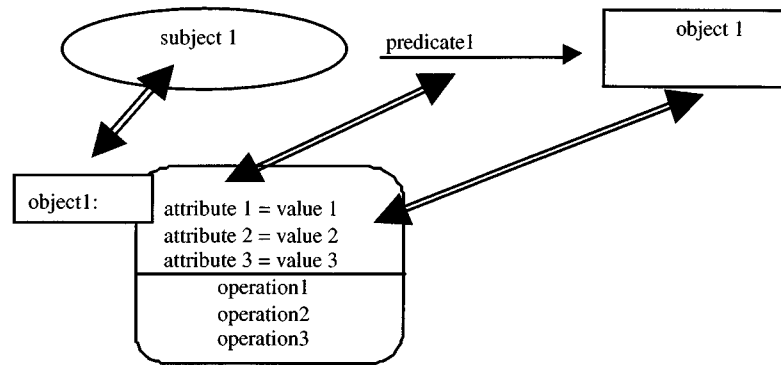 subject 1
predicate1
object 1
object1:
attribute 1 = value 1
attribute 2 = value 2
attribute 3 = value 3
operation1
operation2
operation3